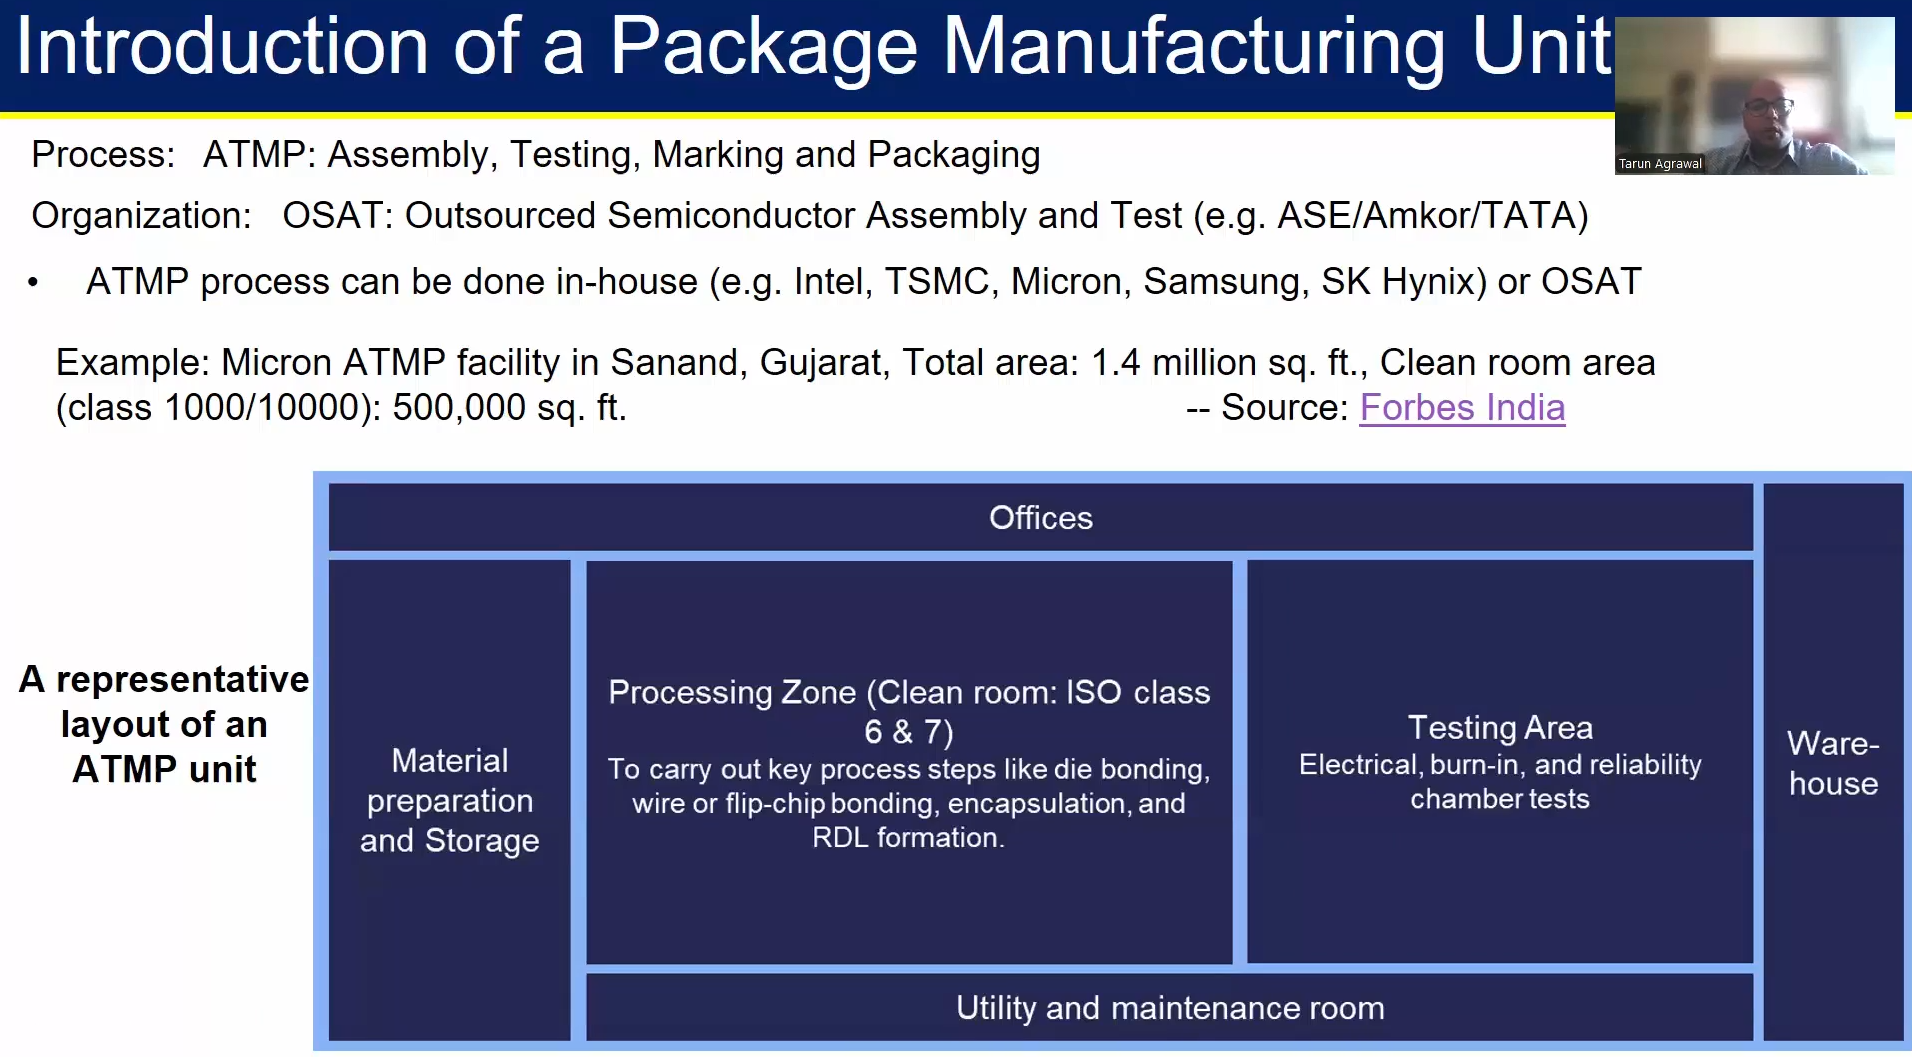 Introduction of a Package Manufacturing Unit
Tarun Agrawal
Process: ATMP: Assembly, Testing, Marking and Packaging
Organization: OSAT: Outsourced Semiconductor Assembly and Test (e.g. ASE/Amkor/TATA)
• ATMP process can be done in-house (e.g. Intel, TSMC, Micron, Samsung, SK Hynix) or OSAT
Example: Micron ATMP facility in Sanand, Gujarat, Total area: 1.4 million sq. ft., Clean room area
(class 1000/10000): 500,000 sq. ft. -- Source: Forbes India
A representative
layout of an
ATMP unit
Offices
Material
preparation
and Storage
Processing Zone (Clean room: ISO class
6 & 7)
To carry out key process steps like die bonding,
wire or flip-chip bonding, encapsulation, and
RDL formation.
Testing Area
Electrical, burn-in, and reliability
chamber tests
Ware-
house
Utility and maintenance room